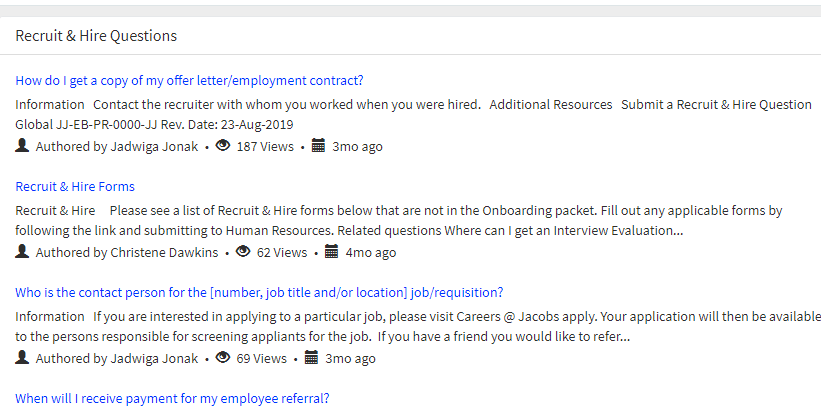 Recruit & Hire Questions
How do I get a copy of my offer letter/employment contract?
Information Contact the recruiter with whom you worked when you were hired. Additional Resources Submit a Recruit & Hire Question
Global JJ-EB-PR-0000-JJ Rev. Date: 23-Aug-2019
Authored by Jadwiga Jonak • 187 Views • 3mo ago
Recruit & Hire Forms
Recruit & Hire Please see a list of Recruit & Hire forms below that are not in the Onboarding packet. Fill out any applicable forms by
following the link and submitting to Human Resources. Related questions Where can I get an Interview Evaluation...
Authored by Christene Dawkins • 62 Views • 4mo ago
Who is the contact person for the [number, job title and/or location] job/requisition?
Information If you are interested in applying to a particular job, please visit Careers @ Jacobs apply. Your application will then be available
to the persons responsible for screening appliants for the job. If you have a friend you would like to refer...
Authored by Jadwiga Jonak • 69 Views • 3mo ago
When will I receive payment for my employee referral?